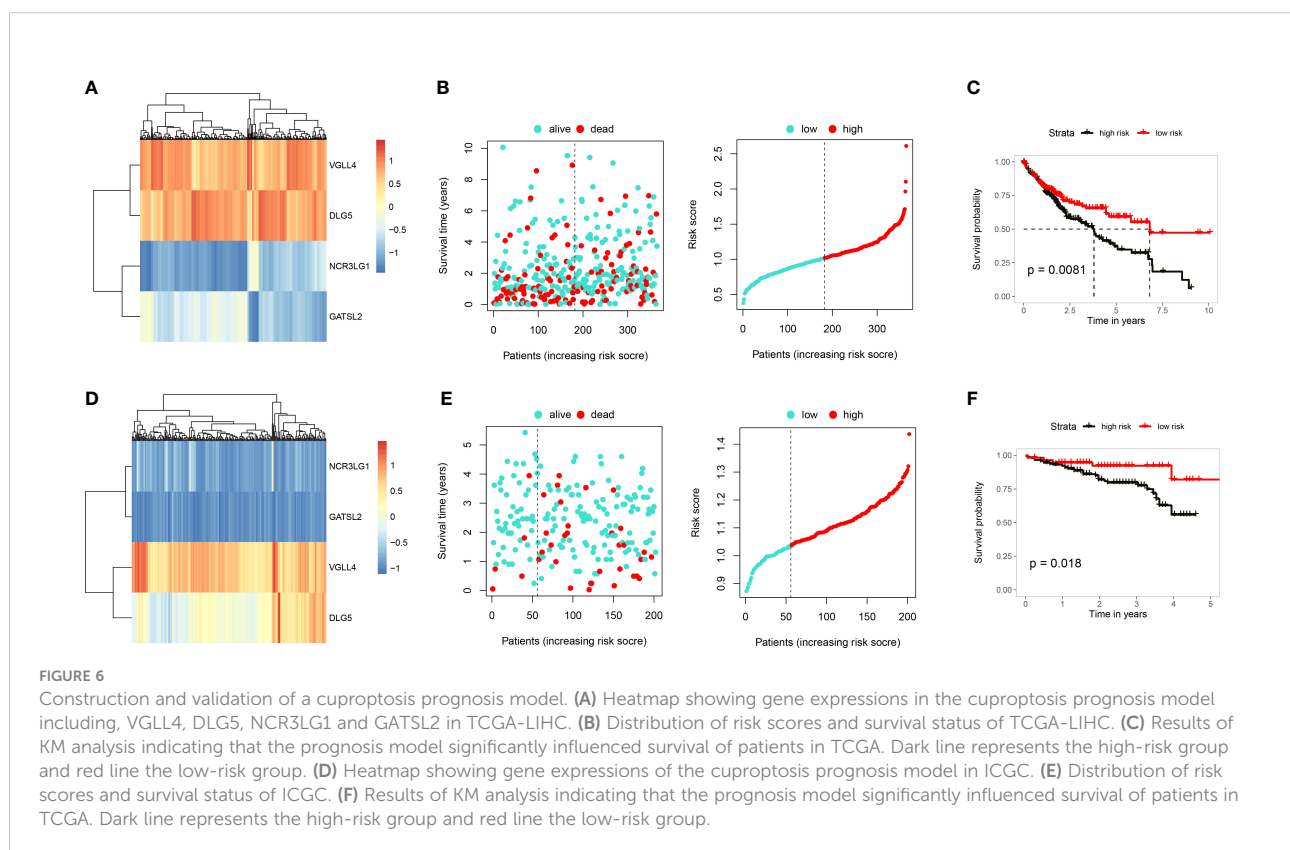 A
VGLL4
DLG5
NCR3LG1
GATSL2
1
0.5
0
−0.5
−1
B
alive dead
Survival time (years)
10
8
6
4
2
0
0 100 200 300
Patients (increasing risk socre)
low high
Risk score
2.5
2.0
1.5
1.0
0.5
0 100 200 300
Patients (increasing risk socre)
C
Strata high risk low risk
Survival probability
1.00
0.75
0.50
0.25
0.00
p = 0.0081
0 2.5 5.0 7.5 10
Time in years
D
NCR3LG1
GATSL2
VGLL4
DLG5
1
0.5
0
−0.5
−1
E
alive dead
Survival time (years)
5
4
3
2
1
0
0 50 100 150 200
Patients (increasing risk socre)
low high
Risk score
1.4
1.3
1.2
1.1
1.0
0.9
0 50 100 150 200
Patients (increasing risk socre)
F
Strata high risk low risk
Survival probability
1.00
0.75
0.50
0.25
0.00
p = 0.018
0 1 2 3 4 5
Time in years
FIGURE 6
Construction and validation of a cuproptosis prognosis model. (A) Heatmap showing gene expressions in the cuproptosis prognosis model
including, VGLL4, DLG5, NCR3LG1 and GATSL2 in TCGA-LIHC. (B) Distribution of risk scores and survival status of TCGA-LIHC. (C) Results of
KM analysis indicating that the prognosis model significantly influenced survival of patients in TCGA. Dark line represents the high-risk group
and red line the low-risk group. (D) Heatmap showing gene expressions of the cuproptosis prognosis model in ICGC. (E) Distribution of risk
scores and survival status of ICGC. (F) Results of KM analysis indicating that the prognosis model significantly influenced survival of patients in
TCGA. Dark line represents the high-risk group and red line the low-risk group.